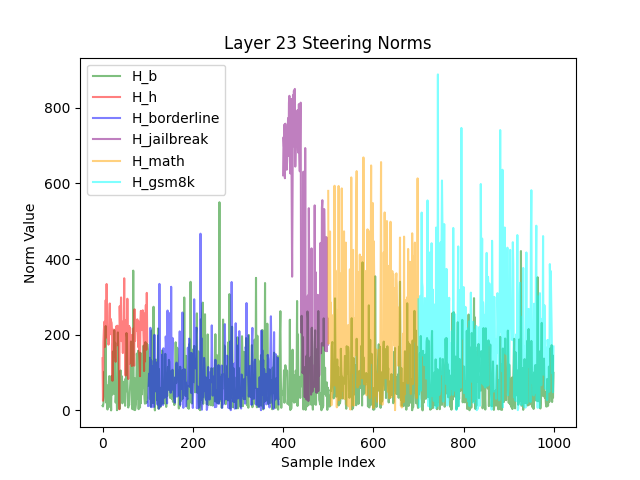 Layer 23 Steering Norms
H_b
H_h
H_borderline
H_jailbreak
H_math
H_gsm8k
Norm Value
800
600
400
200
0
0 200 400 600 800 1000
Sample Index